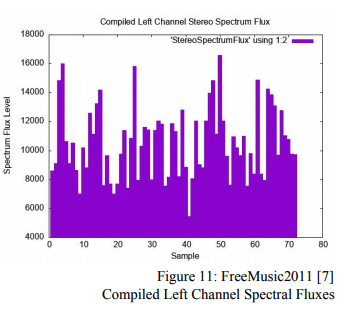 Compiled Left Channel Stereo Spectrum Flux
'StereoSpectrumFlux' using 1:2
18000
16000
14000
12000
10000
8000
6000
4000
Spectrum Flux Level
0 10 20 30 40 50 60 70 80
Sample
Figure 11: FreeMusic2011 [7]
Compiled Left Channel Spectral Fluxes